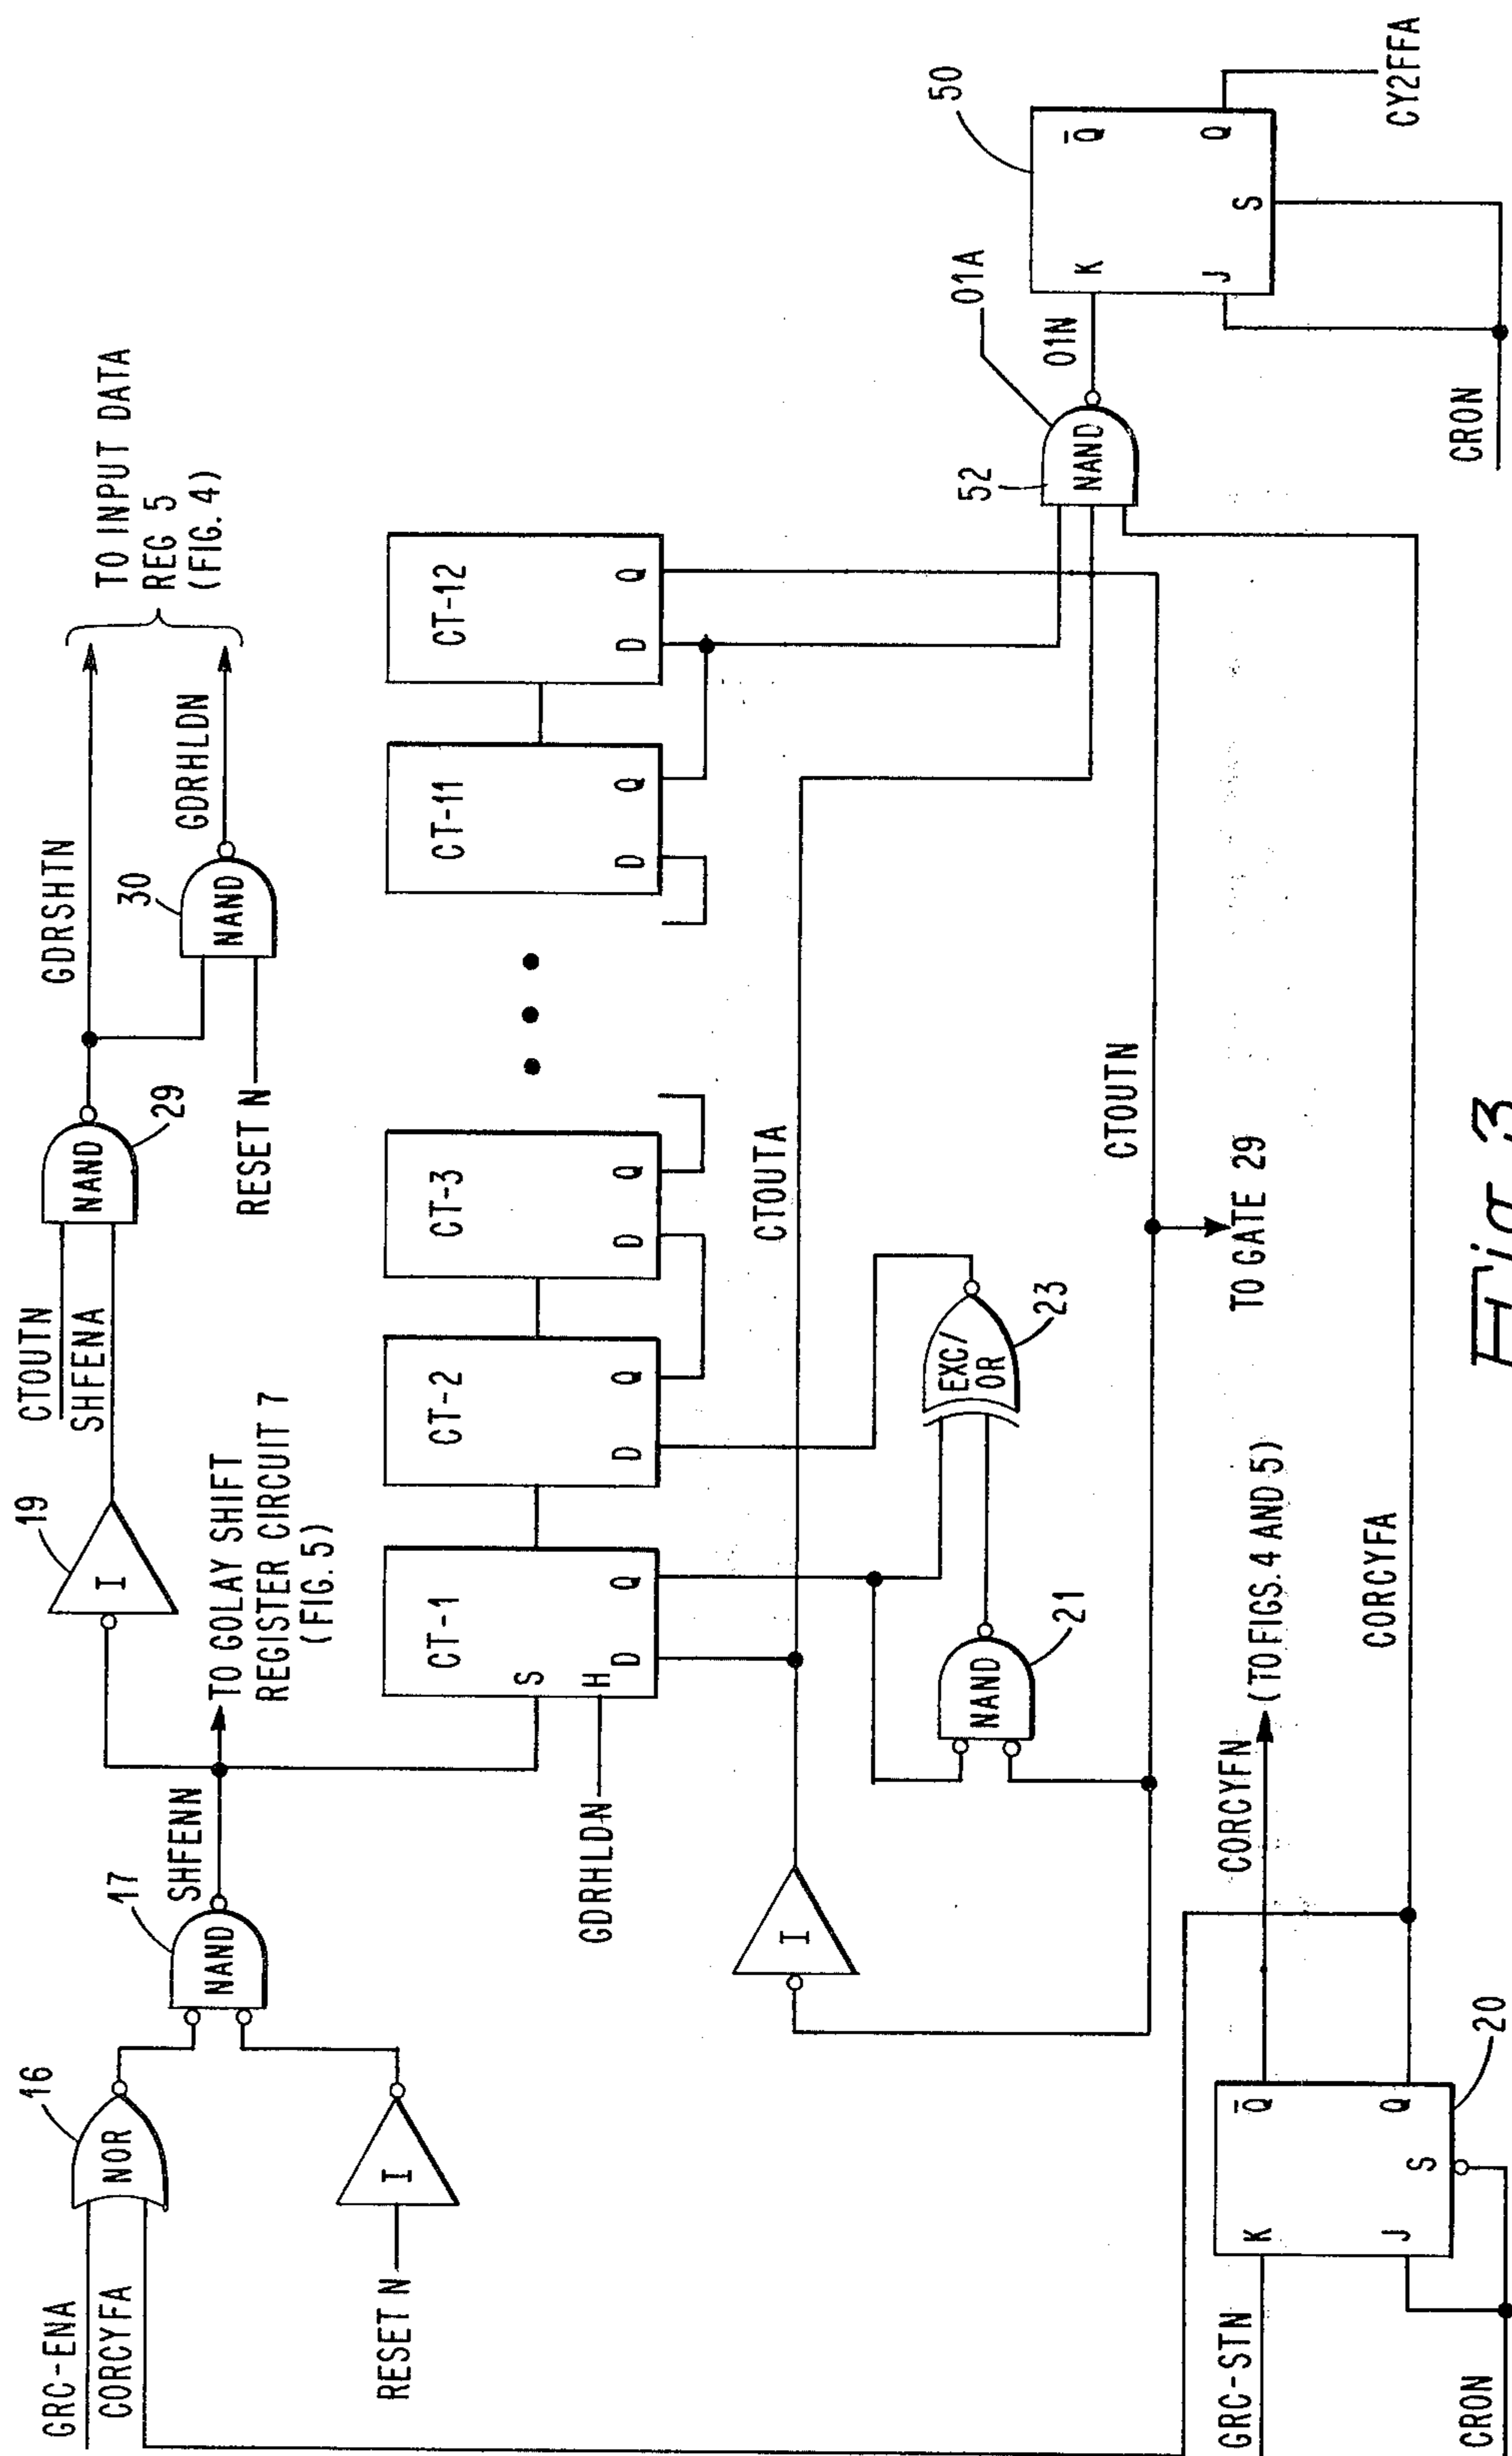 GRC-ENA
CORCYFA
16
NOR
RESET N
I
17
NAND
SHFENN
TO GOLAY SHIFT
REGISTER CIRCUIT 7
(FIG. 5)
19
I
CTOUTN
SHFENA
NAND
29
GDRSHTN
30
NAND
RESET N
GDRHLDN
TO INPUT DATA
REG 5
(FIG. 4)
GDRHLDN
CT-1
S
H
D
Q
CT-2
D
Q
CT-3
D
Q
CT-11
D
Q
CT-12
D
Q
I
CTOUTA
NAND
21
EXC/
OR
23
CTOUTN
TO GATE 29
52
NAND
01A
01N
50
K
Q̅
J
Q
S
CRON
CY2FFA
GRC-STN
CRON
K
Q̅
J
Q
S
20
CORCYFN
(TO FIGS. 4 AND 5)
CORCYFA
Fig. 3